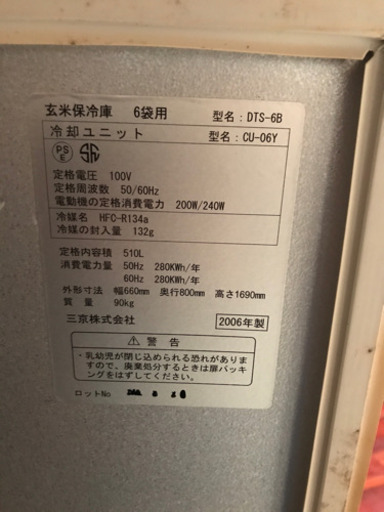 玄米保冷庫 6袋用 型名:DTS-6B
冷却ユニット 型名:CU-06Y
PSE
定格電圧 100V
定格周波数 50/60Hz
電動機の定格消費電力 200W/240W
冷媒名 HFC-R134a
冷媒の封入量 132g
定格内容積 510L
消費電力量 50Hz 280KWh/年
60Hz 280KWh/年
外形寸法 幅660mm 奥行800mm 高さ1690mm
質量 90kg
三京株式会社 2006年製
⚠警告
・乳幼児が閉じ込められる恐れがありま
すので、廃棄処分するときは扉パッキ
ングをはずしてください。
ロットNo